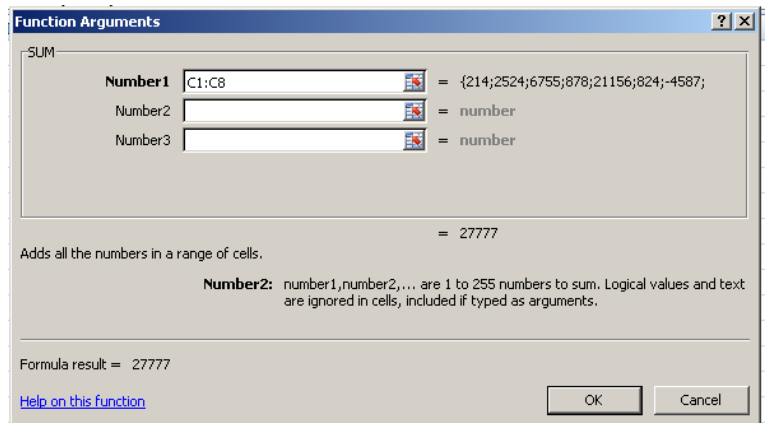 Function Arguments
SUM
Number1 C1:C8 = {214;2524;6755;878;21156;824;-4587;
Number2 = number
Number3 = number
= 27777
Adds all the numbers in a range of cells.
Number2: number1,number2,... are 1 to 255 numbers to sum. Logical values and text
are ignored in cells, included if typed as arguments.
Formula result = 27777
Help on this function OK Cancel